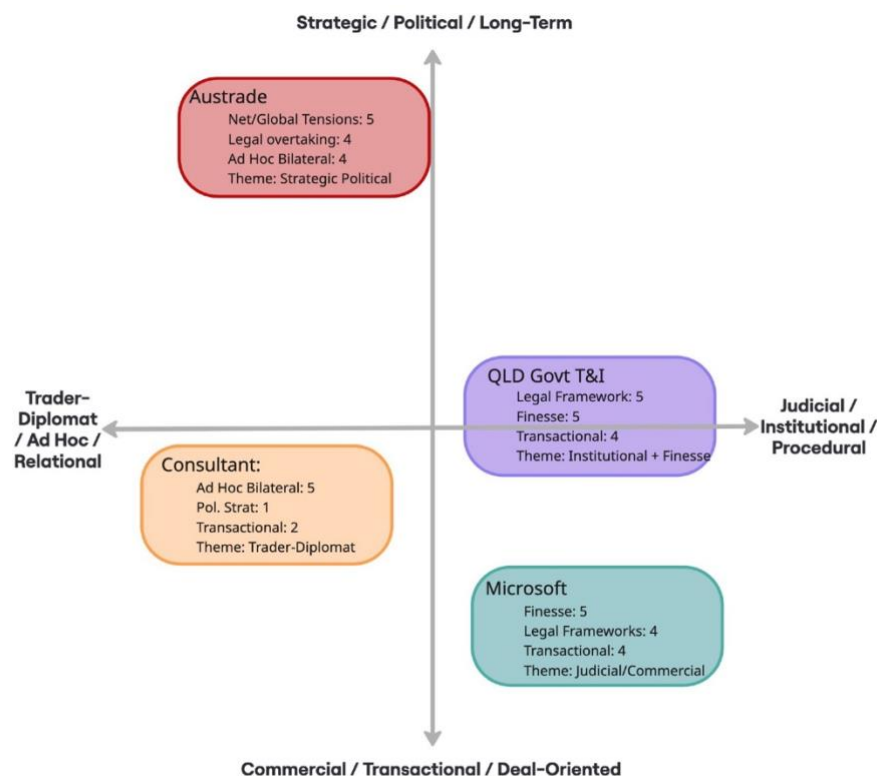 Strategic / Political / Long-Term
Austrade
Net/Global Tensions: 5
Legal overtaking: 4
Ad Hoc Bilateral: 4
Theme: Strategic Political
QLD Govt T&I
Legal Framework: 5
Finesse: 5
Transactional: 4
Theme: Institutional + Finesse
Trader-
Diplomat
/ Ad Hoc /
Relational
Judicial /
Institutional /
Procedural
Consultant:
Ad Hoc Bilateral: 5
Pol. Strat: 1
Transactional: 2
Theme: Trader-Diplomat
Microsoft
Finesse: 5
Legal Frameworks: 4
Transactional: 4
Theme: Judicial/Commercial
Commercial / Transactional / Deal-Oriented